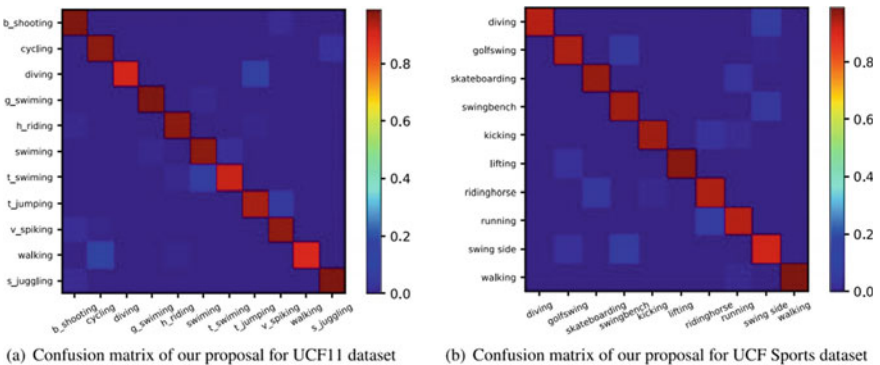 b_shooting
cycling
diving
g_swiming
h_riding
swiming
t_swiming
t_jumping
v_spiking
walking
s_juggling
b_shooting
cycling
diving
g_swiming
h_riding
swiming
t_swiming
t_jumping
v_spiking
walking
s_juggling
0.8
0.6
0.4
0.2
0.0
(a) Confusion matrix of our proposal for UCF11 dataset
diving
golfswing
skateboarding
swingbench
kicking
lifting
ridinghorse
running
swing side
walking
diving
golfswing
skateboarding
swingbench
kicking
lifting
ridinghorse
running
swing side
walking
0.8
0.6
0.4
0.2
0.0
(b) Confusion matrix of our proposal for UCF Sports dataset